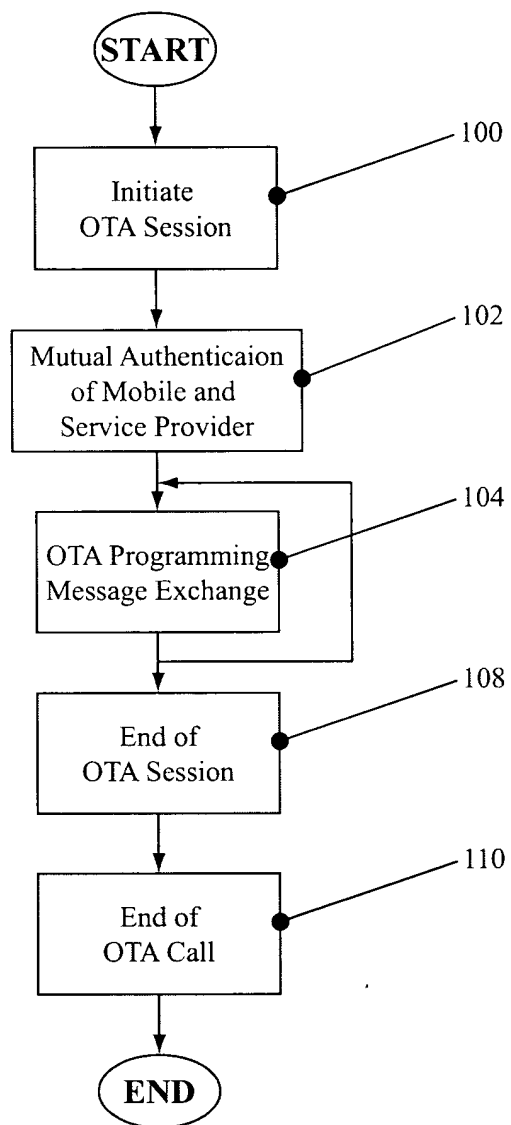 START
100
Initiate
OTA Session
102
Mutual Authenticaion
of Mobile and
Service Provider
104
OTA Programming
Message Exchange
108
End of
OTA Session
110
End of
OTA Call
END